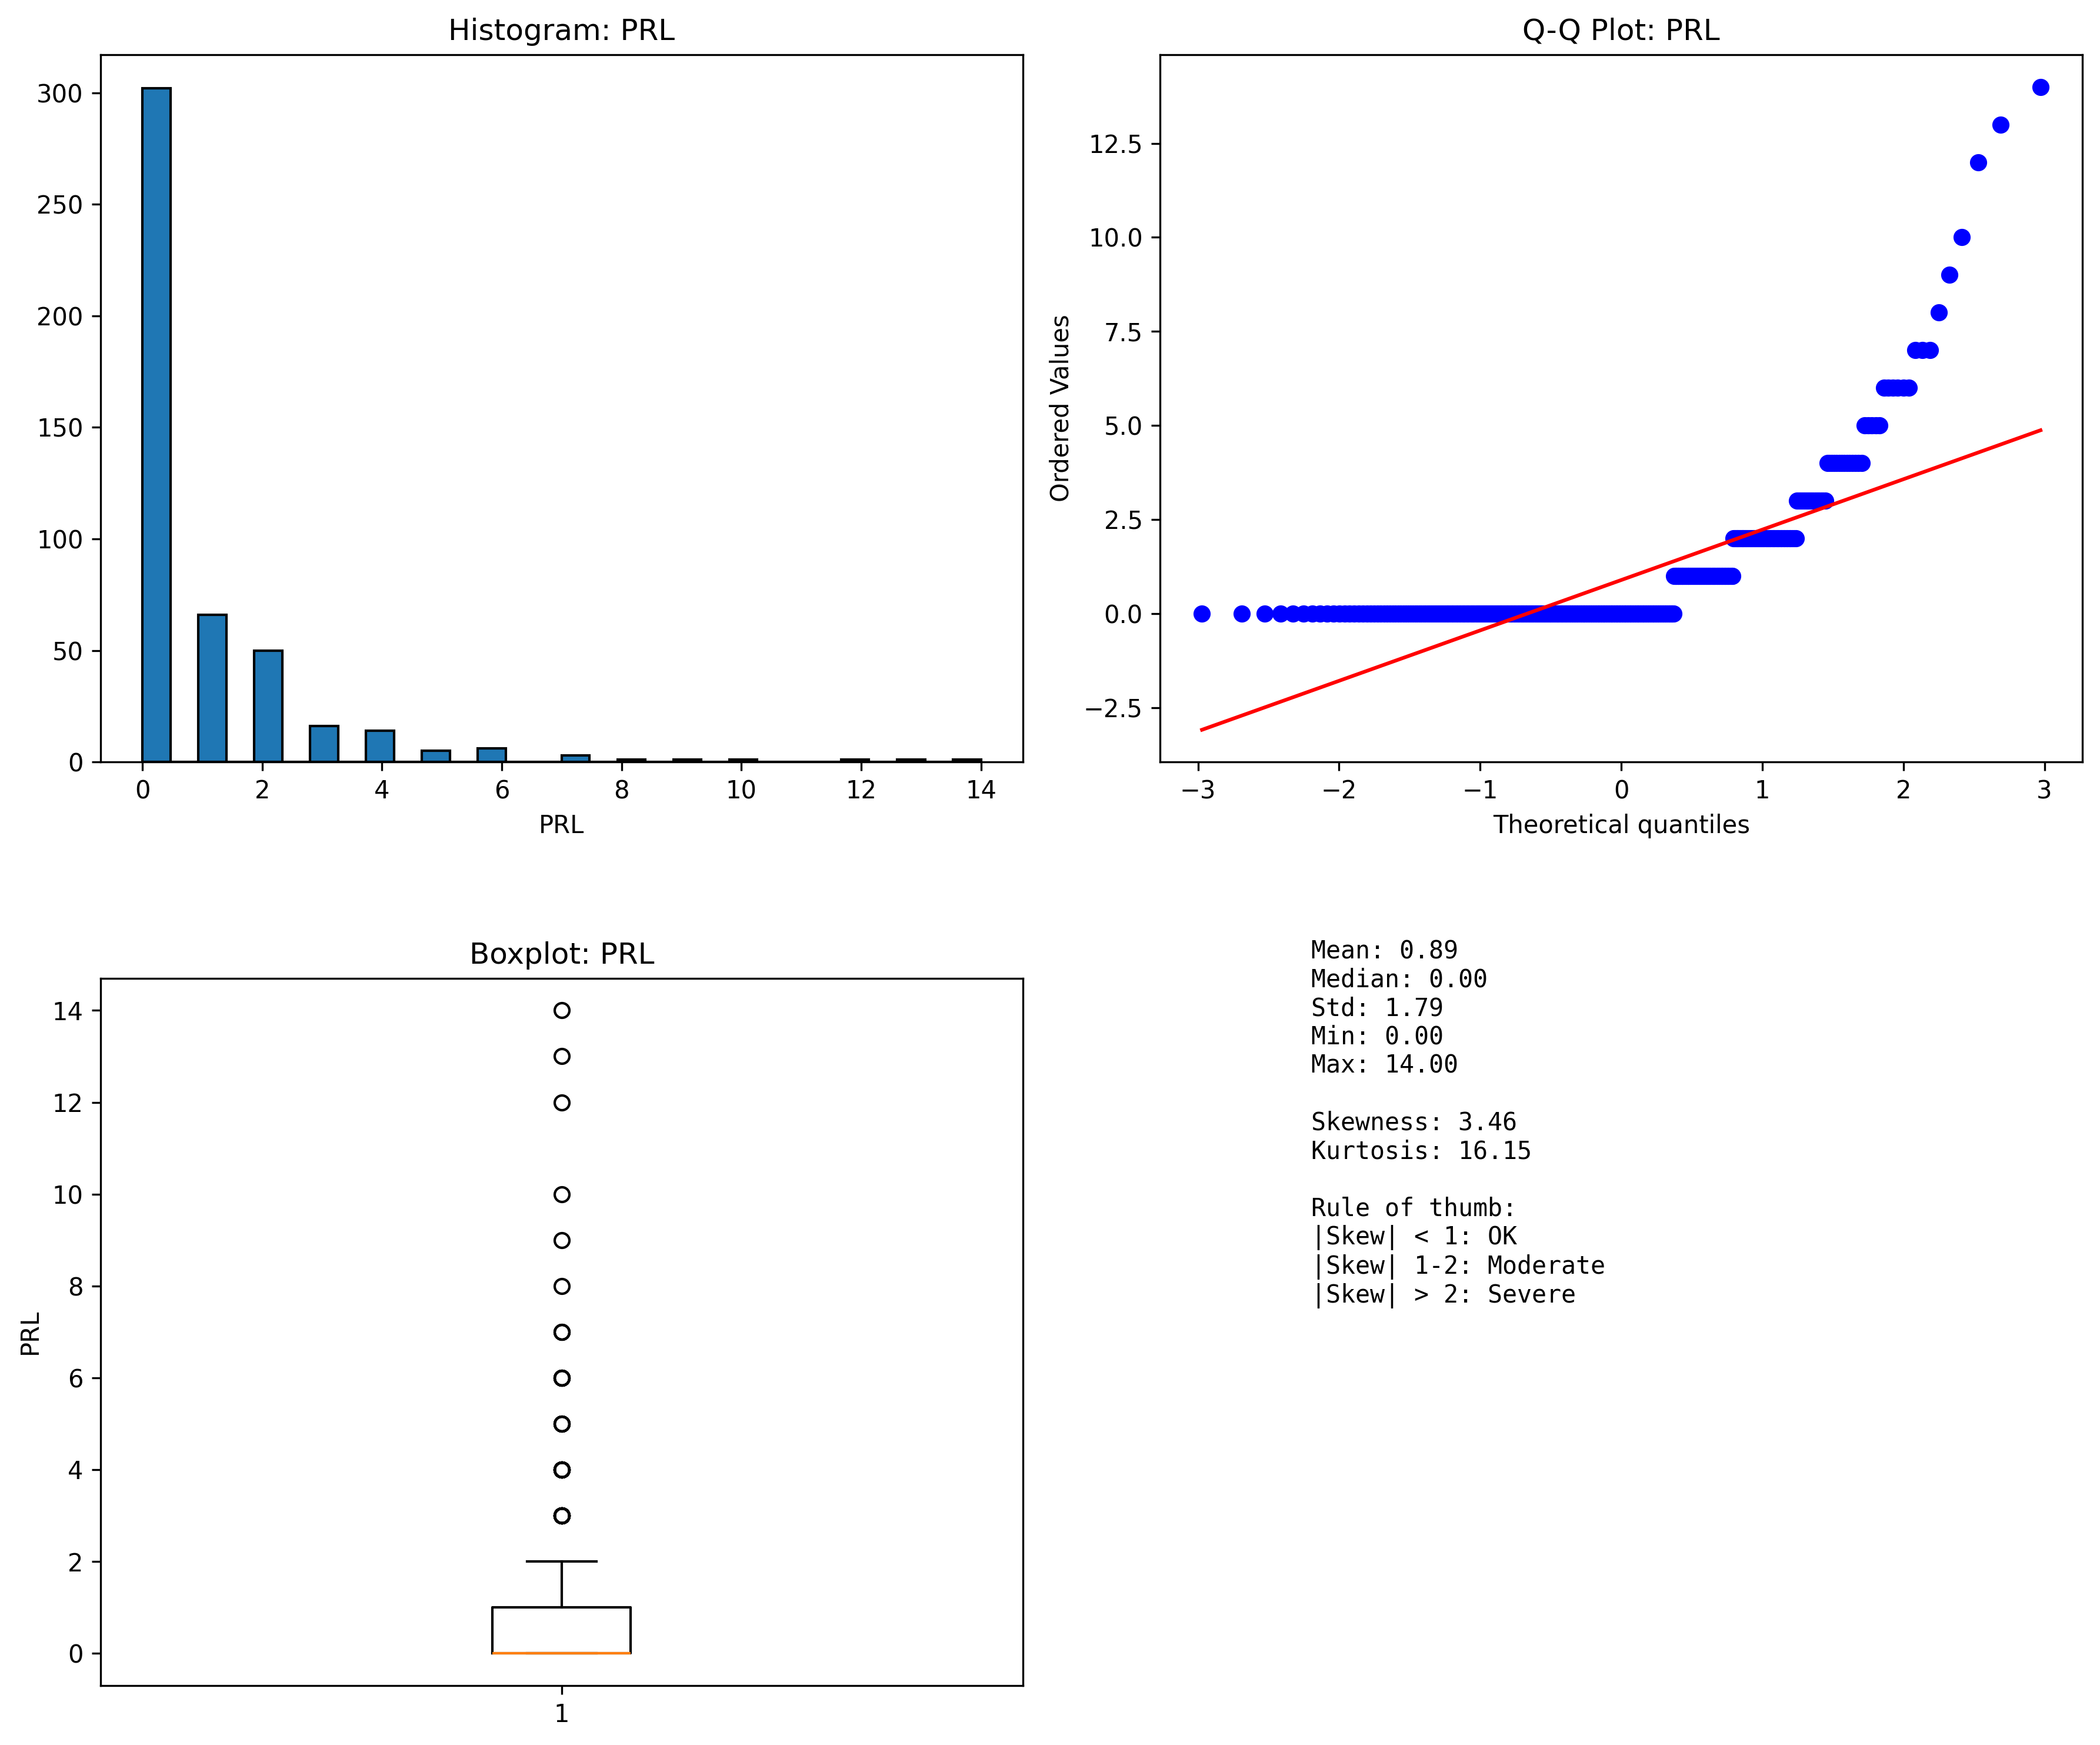 Histogram: PRL
300
250
200
150
100
50
0
0 2 4 6 8 10 12 14
PRL
Q-Q Plot: PRL
Ordered Values
12.5
10.0
7.5
5.0
2.5
0.0
−2.5
−3 −2 −1 0 1 2 3
Theoretical quantiles
Boxplot: PRL
PRL
14
12
10
8
6
4
2
0
1
Mean: 0.89
Median: 0.00
Std: 1.79
Min: 0.00
Max: 14.00
Skewness: 3.46
Kurtosis: 16.15
Rule of thumb:
|Skew| < 1: OK
|Skew| 1-2: Moderate
|Skew| > 2: Severe